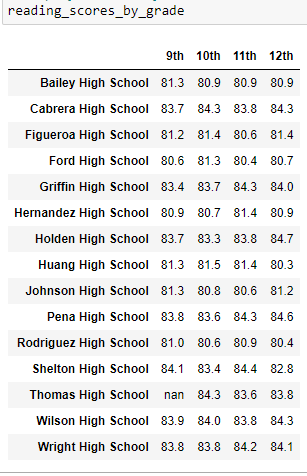 reading_scores_by_grade
9th 10th 11th 12th
Bailey High School 81.3 80.9 80.9 80.9
Cabrera High School 83.7 84.3 83.8 84.3
Figueroa High School 81.2 81.4 80.6 81.4
Ford High School 80.6 81.3 80.4 80.7
Griffin High School 83.4 83.7 84.3 84.0
Hernandez High School 80.9 80.7 81.4 80.9
Holden High School 83.7 83.3 83.8 84.7
Huang High School 81.3 81.5 81.4 80.3
Johnson High School 81.3 80.8 80.6 81.2
Pena High School 83.8 83.6 84.3 84.6
Rodriguez High School 81.0 80.6 80.9 80.4
Shelton High School 84.1 83.4 84.4 82.8
Thomas High School nan 84.3 83.6 83.8
Wilson High School 83.9 84.0 83.8 84.3
Wright High School 83.8 83.8 84.2 84.1